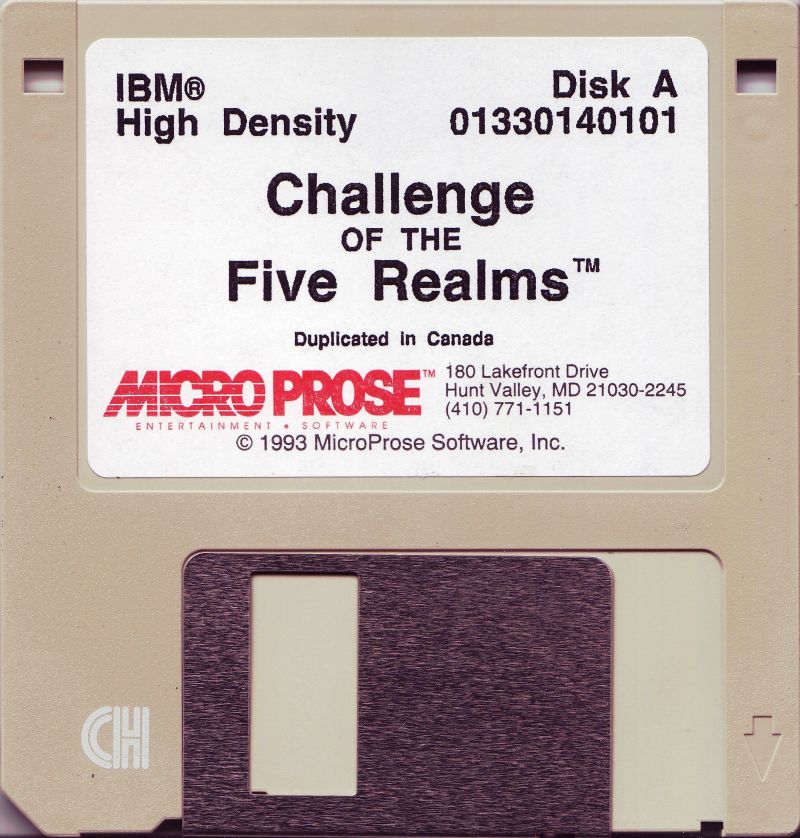 IBM® Disk A
High Density 01330140101
Challenge
OF THE
Five Realms™
Duplicated in Canada
MICRO PROSE™
ENTERTAINMENT • SOFTWARE
180 Lakefront Drive
Hunt Valley, MD 21030-2245
(410) 771-1151
© 1993 MicroProse Software, Inc.
CH